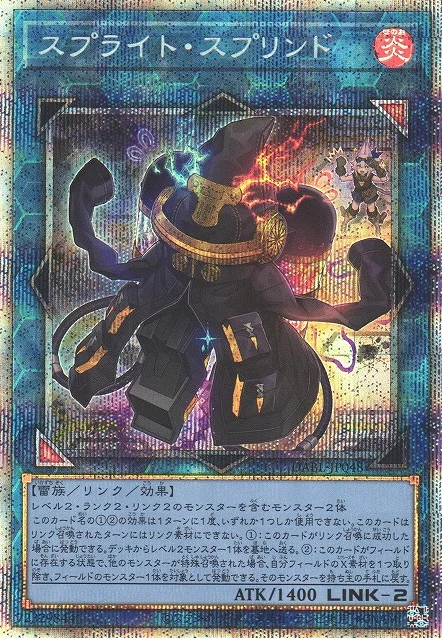 スプライト・スプリンド
炎
DABL-JP048
【雷族／リンク／効果】
レベル２・ランク２・リンク２のモンスターを含むモンスター２体
このカード名の①②の効果は１ターンに１度、いずれか１つしか使用できない。このカードは
リンク召喚されたターンにはリンク素材にできない。①：このカードがリンク召喚に成功した
場合に発動できる。デッキからレベル２モンスター１体を墓地へ送る。②：このカードがフィールド
に存在する状態で、他のモンスターが特殊召喚された場合、自分フィールドのX素材を１つ取り
除き、フィールドのモンスター１体を対象として発動できる。そのモンスターを持ち主の手札に戻す。
ATK/1400 LINK-2